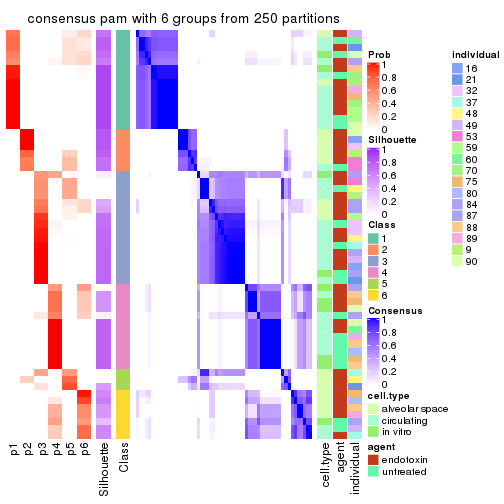 consensus pam with 6 groups from 250 partitions
Prob
1
0.8
0.6
0.4
0.2
0
Silhouette
1
0.8
0.6
0.4
0.2
0
Class
1
2
3
4
5
6
Consensus
1
0.8
0.6
0.4
0.2
0
cell.type
alveolar space
circulating
in vitro
agent
endotoxin
untreated
individual
16
21
32
37
48
49
53
59
60
70
75
80
84
87
88
89
9
90
p1
p2
p3
p4
p5
p6
Silhouette
Class
cell.type
agent
individual